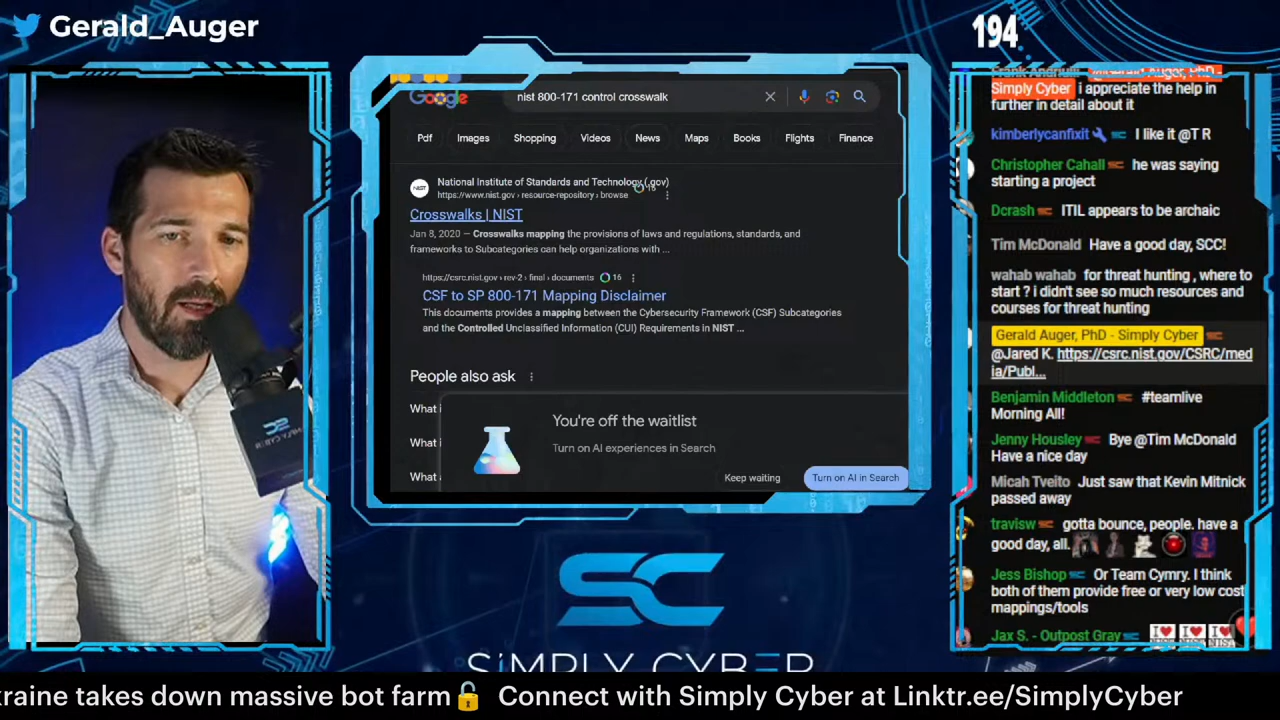 Gerald_Auger
194
Google
nist 800-171 control crosswalk
Pdf Images Shopping Videos News Maps Books Flights Finance
NIST
National Institute of Standards and Technology (.gov)
https://www.nist.gov › resource-repository › browse
Crosswalks | NIST
Jan 8, 2020 — Crosswalks mapping the provisions of laws and regulations, standards, and
frameworks to Subcategories can help organizations with ...
https://csrc.nist.gov › rev-2 › final › documents 16
CSF to SP 800-171 Mapping Disclaimer
This documents provides a mapping between the Cybersecurity Framework (CSF) Subcategories
and the Controlled Unclassified Information (CUI) Requirements in NIST ...
People also ask
What i
What i
What a
You're off the waitlist
Turn on AI experiences in Search
Keep waiting Turn on AI in Search
@Gerald Auger, PhD -
Simply Cyber i appreciate the help in
further in detail about it
kimberlycanfixit I like it @T R
Christopher Cahall he was saying
starting a project
Dcrash ITIL appears to be archaic
Tim McDonald Have a good day, SCC!
wahab wahab for threat hunting , where to
start ? i didn't see so much resources and
courses for threat hunting
Gerald Auger, PhD - Simply Cyber
@Jared K. https://csrc.nist.gov/CSRC/med
ia/Publ...
Benjamin Middleton #teamlive
Morning All!
Jenny Housley Bye @Tim McDonald
Have a nice day
Micah Tveito Just saw that Kevin Mitnick
passed away
travisw gotta bounce, people. have a
good day, all.
Jess Bishop Or Team Cymry. I think
both of them provide free or very low cost
mappings/tools
Jax S. - Outpost Gray
SC
SIMPLY CYBER
SIMPLY CYBER
kraine takes down massive bot farm🔓 Connect with Simply Cyber at Linktr.ee/SimplyCyber